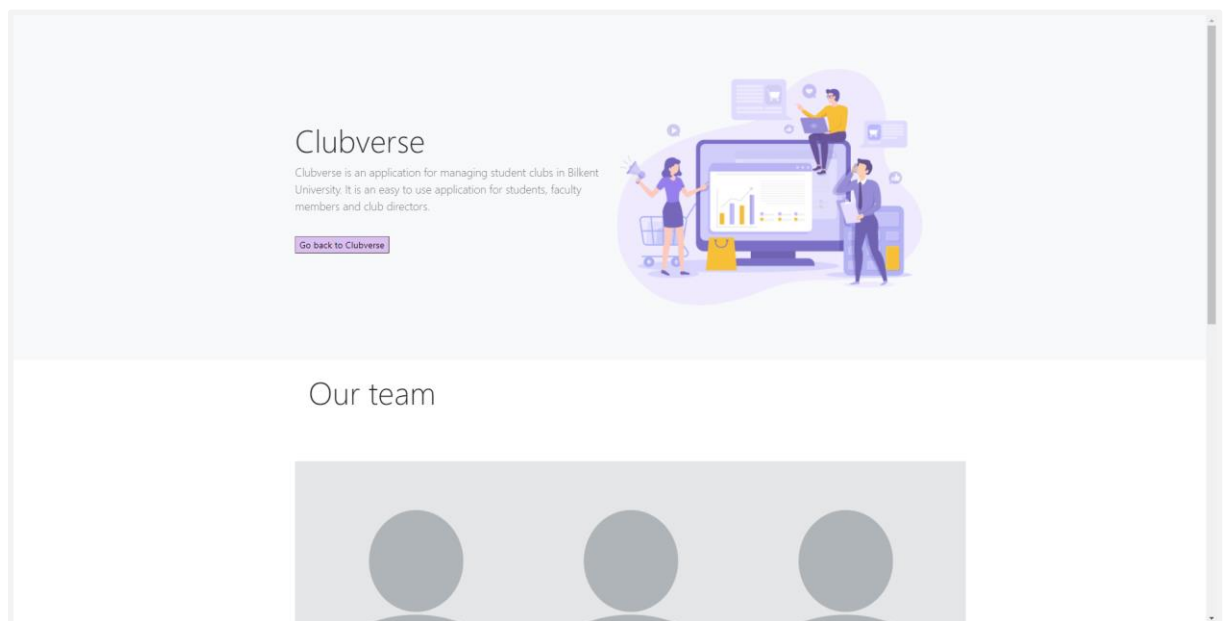 Clubverse
Clubverse is an application for managing student clubs in Bilkent
University. It is an easy to use application for students, faculty
members and club directors.
Go back to Clubverse
Our team